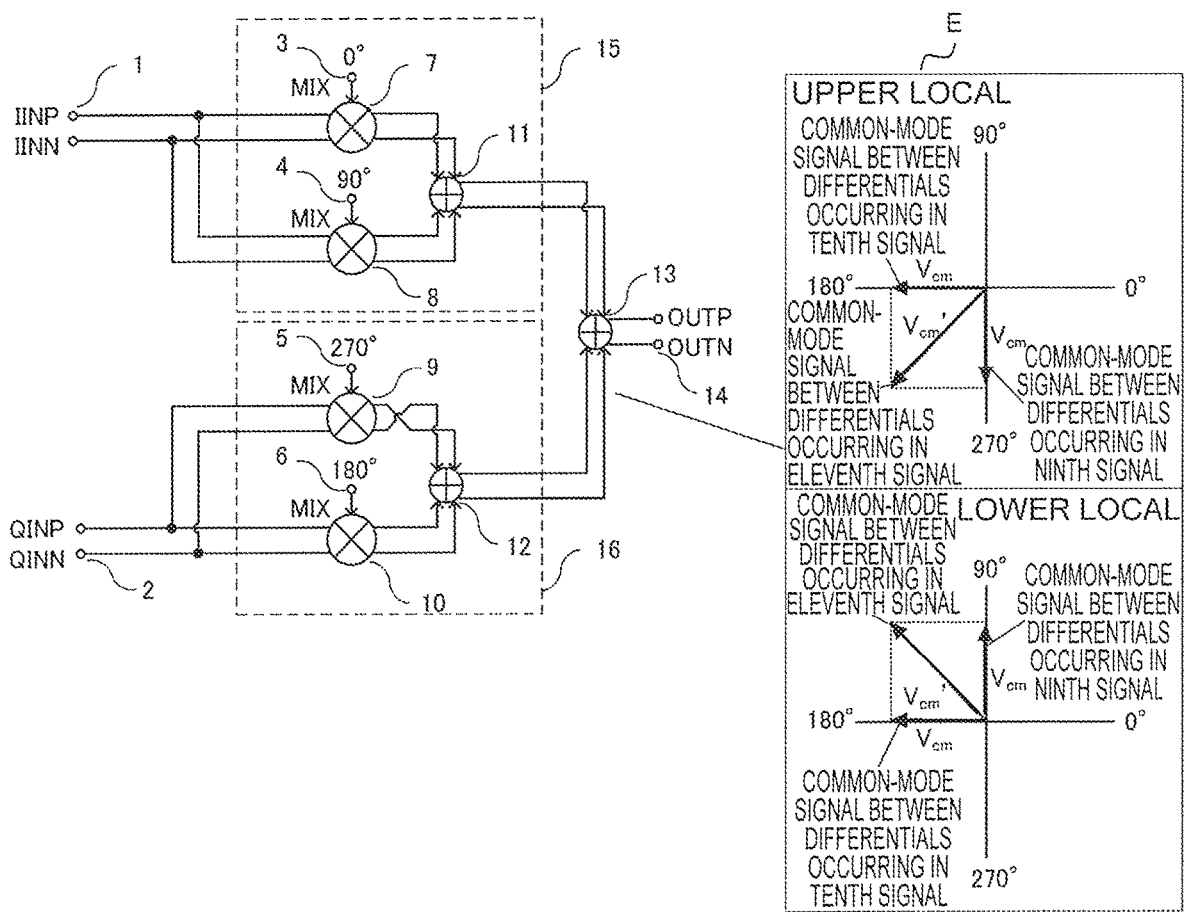 1
IINP
IINN
3
0°
7
MIX
15
11
4
90°
MIX
8
13
OUTP
OUTN
14
5
270°
9
MIX
6
180°
MIX
QINP
QINN
2
10
12
16
E
UPPER LOCAL
COMMON-MODE
SIGNAL BETWEEN
DIFFERENTIALS
OCCURRING IN
TENTH SIGNAL
90°
Vcm
180°
0°
COMMON-
MODE
SIGNAL
BETWEEN
DIFFERENTIALS
OCCURRING IN
ELEVENTH SIGNAL
Vcm'
Vcm
COMMON-MODE
SIGNAL BETWEEN
DIFFERENTIALS
OCCURRING IN
NINTH SIGNAL
270°
LOWER LOCAL
COMMON-MODE
SIGNAL BETWEEN
DIFFERENTIALS
OCCURRING IN
ELEVENTH SIGNAL
90°
COMMON-MODE
SIGNAL BETWEEN
DIFFERENTIALS
OCCURRING IN
NINTH SIGNAL
Vcm
Vcm'
180°
0°
Vcm
COMMON-MODE
SIGNAL BETWEEN
DIFFERENTIALS
OCCURRING IN
TENTH SIGNAL
270°